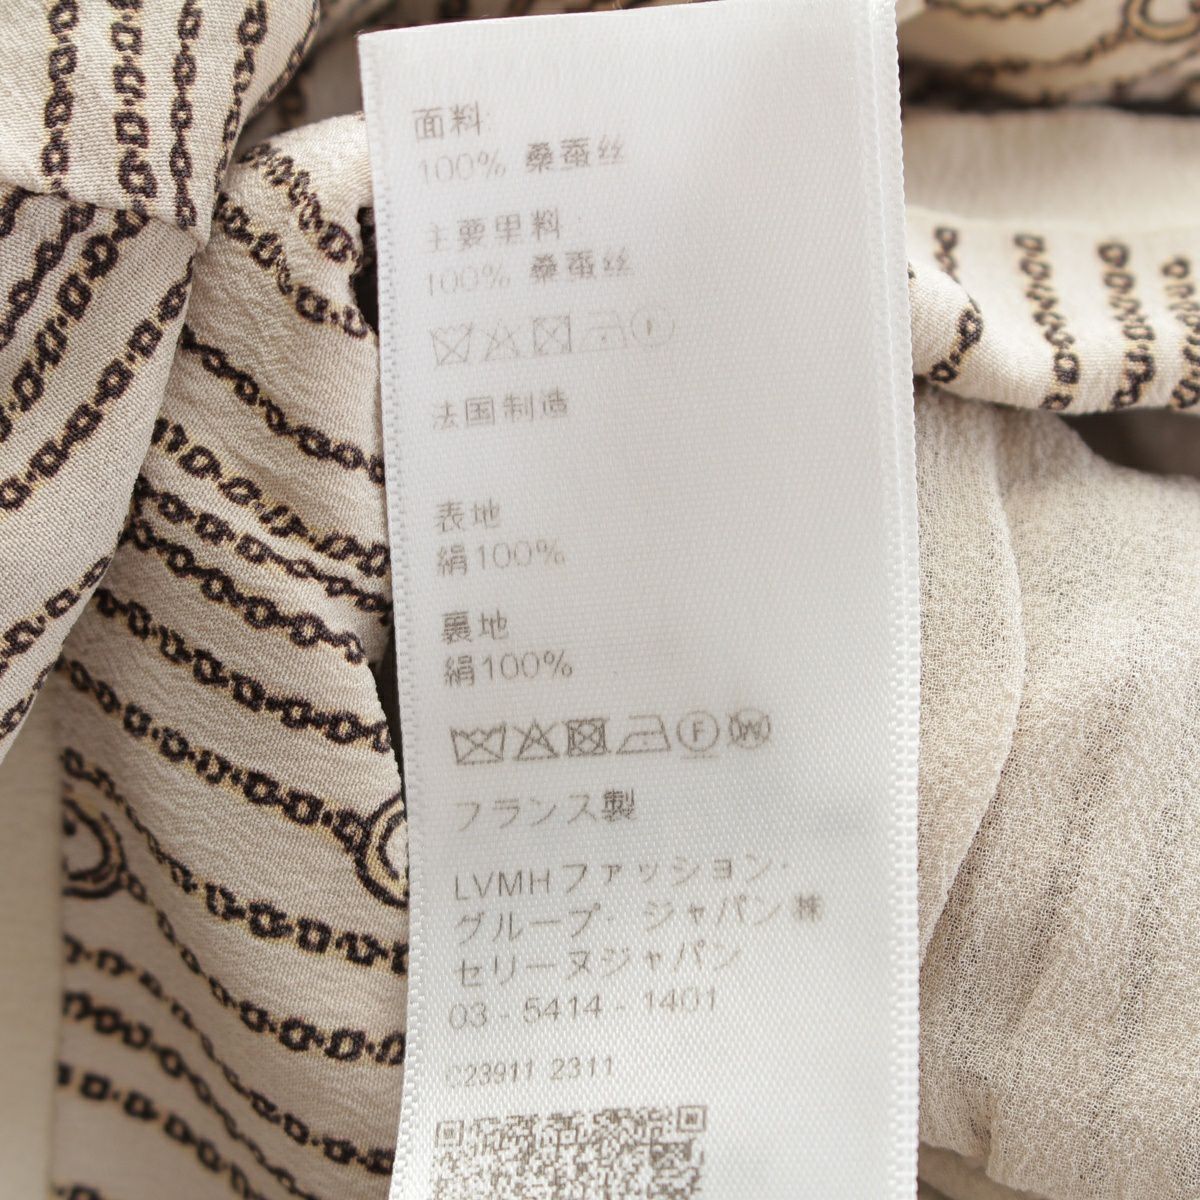 面料:
100% 桑蚕丝
主要里料:
100% 桑蚕丝
法国制造
表地
絹100%
裏地
絹100%
F W
フランス製
LVMHファッション·
グループ· ジャパン㈱
セリーヌジャパン
03 - 5414 - 1401
C23911 2311